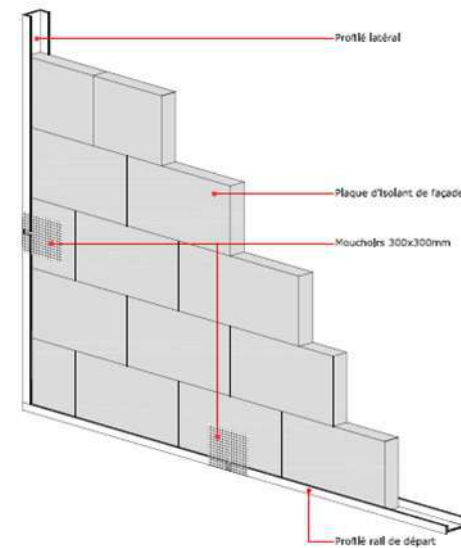 Profilé latéral
Plaque d'isolant de façade
Mouchoirs 300x300mm
Profilé rail de départ